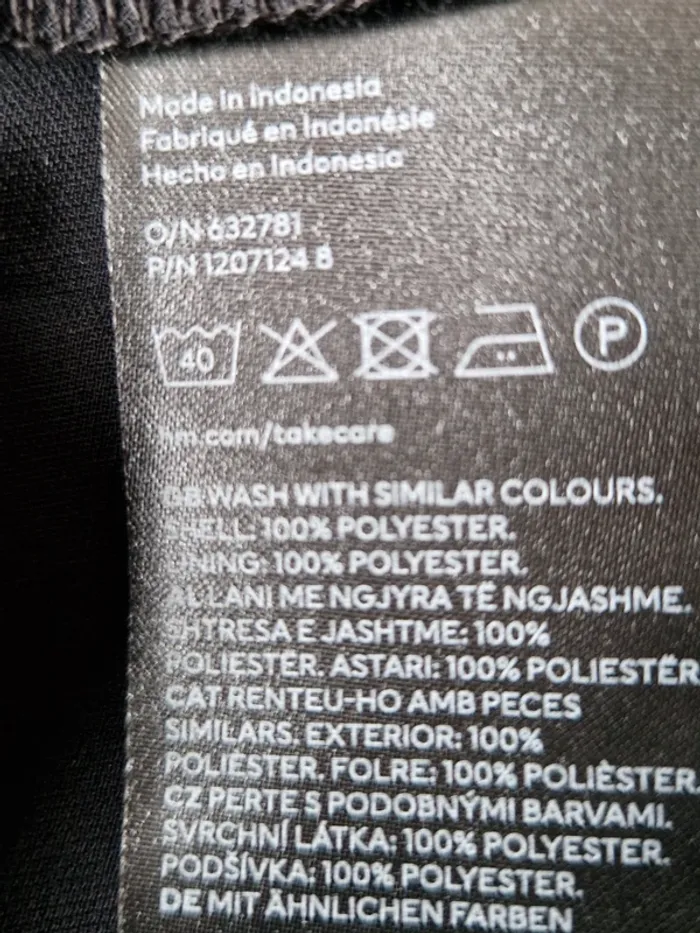 Made in Indonesia
Fabriqué en Indonésie
Hecho en Indonesia
O/N 632781
P/N 1207124 8
40
P
hm.com/takecare
GB WASH WITH SIMILAR COLOURS.
SHELL: 100% POLYESTER.
LINING: 100% POLYESTER.
AL LANI ME NGJYRA TË NGJASHME.
SHTRESA E JASHTME: 100%
POLIESTER. ASTARI: 100% POLIESTËR
CAT RENTEU-HO AMB PECES
SIMILARS. EXTERIOR: 100%
POLIÈSTER. FOLRE: 100% POLIÈSTER
CZ PERTE S PODOBNÝMI BARVAMI.
SVRCHNÍ LÁTKA: 100% POLYESTER.
PODŠÍVKA: 100% POLYESTER.
DE MIT ÄHNLICHEN FARBEN